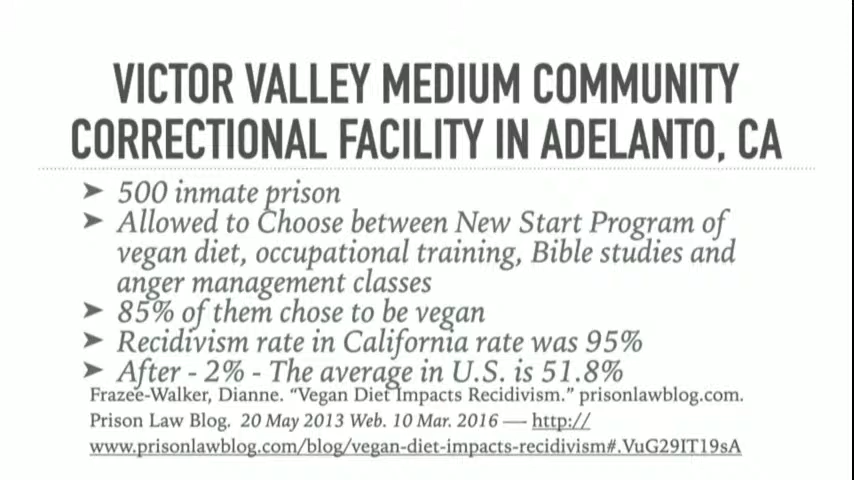 VICTOR VALLEY MEDIUM COMMUNITY
CORRECTIONAL FACILITY IN ADELANTO, CA
➤ 500 inmate prison
➤ Allowed to Choose between New Start Program of
vegan diet, occupational training, Bible studies and
anger management classes
➤ 85% of them chose to be vegan
➤ Recidivism rate in California rate was 95%
➤ After - 2% - The average in U.S. is 51.8%
Frazee-Walker, Dianne. “Vegan Diet Impacts Recidivism.” prisonlawblog.com.
Prison Law Blog. 20 May 2013 Web. 10 Mar. 2016 — http://
www.prisonlawblog.com/blog/vegan-diet-impacts-recidivism#.VuG29IT19sA